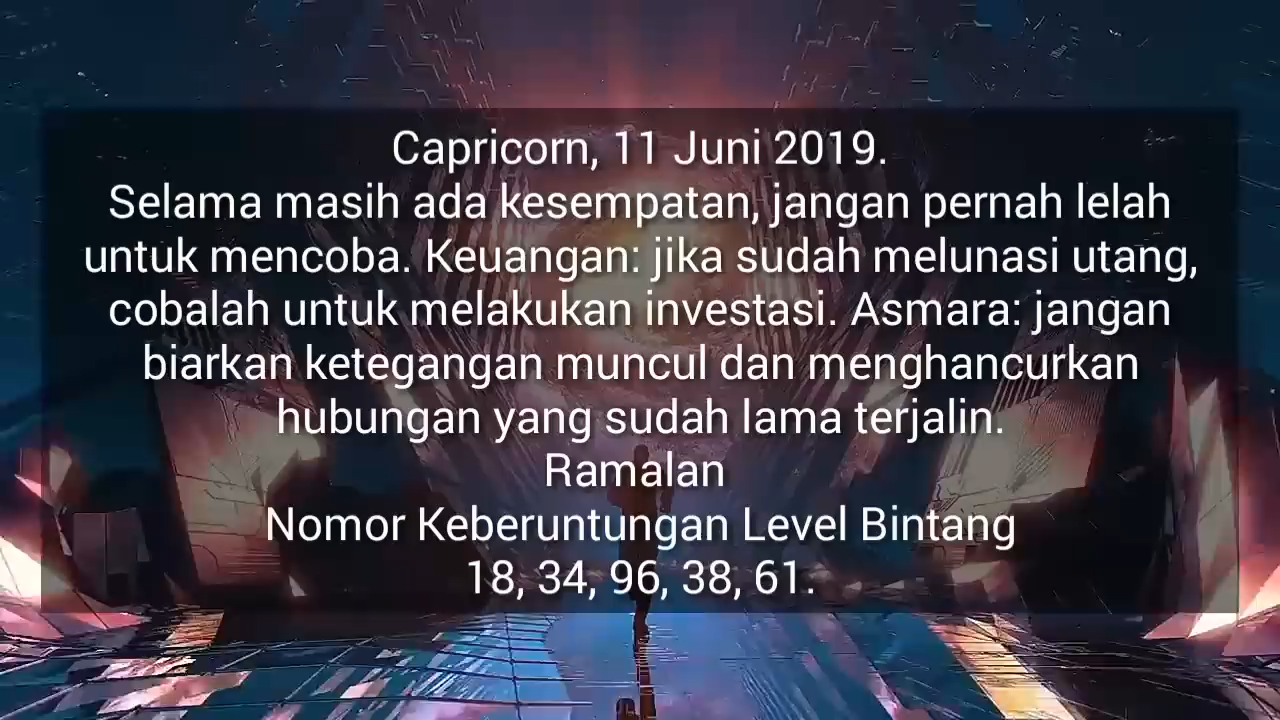 Capricorn, 11 Juni 2019.
Selama masih ada kesempatan, jangan pernah lelah
untuk mencoba. Keuangan: jika sudah melunasi utang,
cobalah untuk melakukan investasi. Asmara: jangan
biarkan ketegangan muncul dan menghancurkan
hubungan yang sudah lama terjalin.
Ramalan
Nomor Keberuntungan Level Bintang
18, 34, 96, 38, 61.